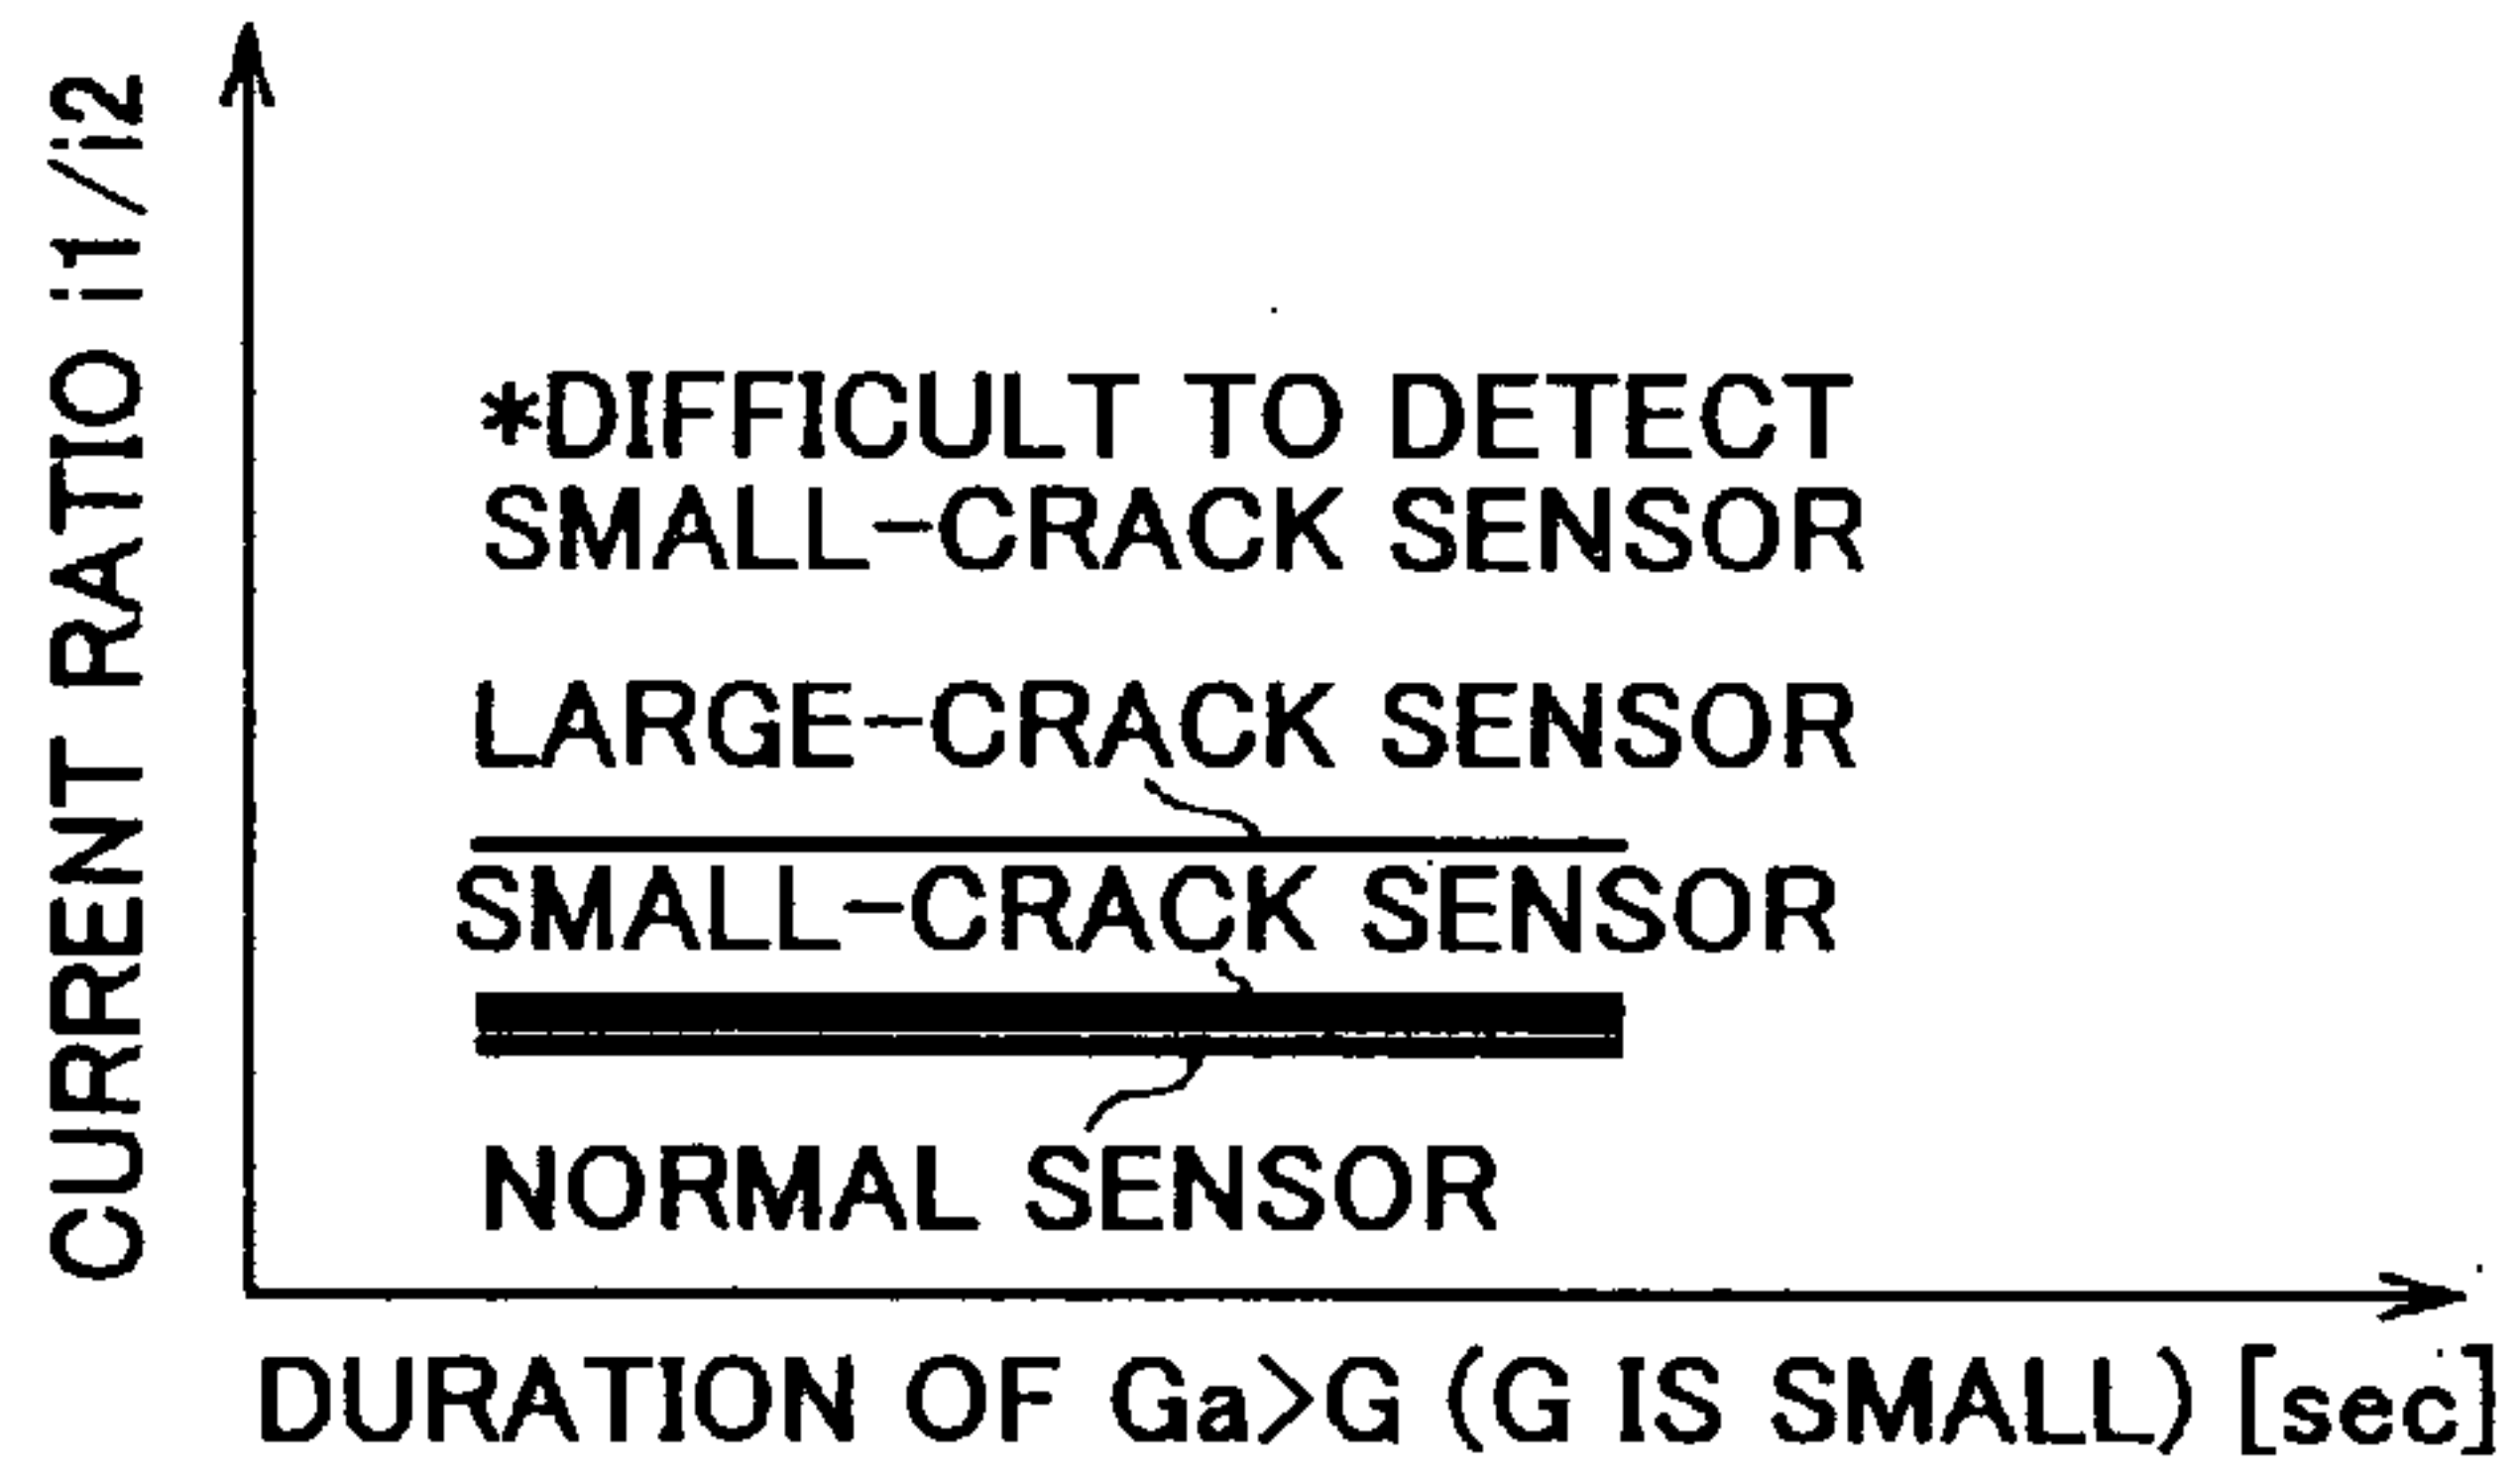 CURRENT RATIO i1/i2
*DIFFICULT TO DETECT
SMALL-CRACK SENSOR
LARGE-CRACK SENSOR
SMALL-CRACK SENSOR
NORMAL SENSOR
DURATION OF Ga>G (G IS SMALL) [sec]